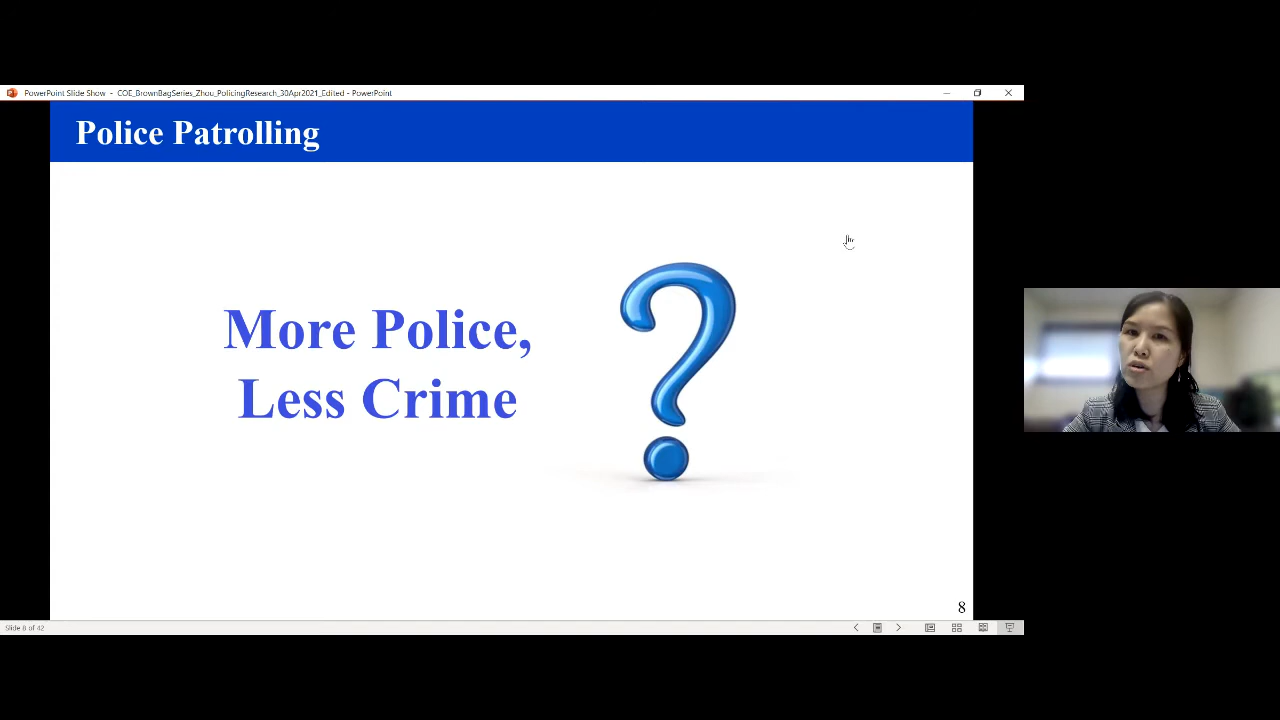 PowerPoint Slide Show - COE_BrownBagSeries_Zhou_PolicingResearch_30Apr2021_Edited - PowerPoint
Police Patrolling
More Police,
Less Crime
8
Slide 8 of 42